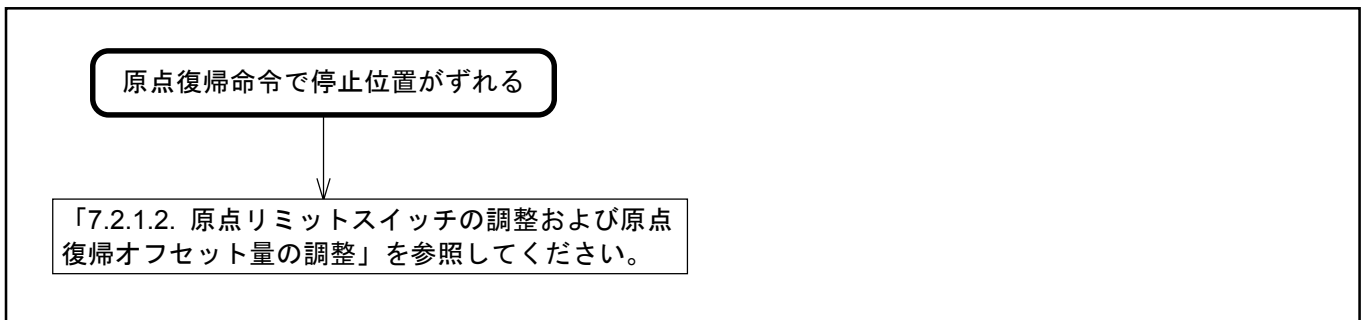 原点復帰命令で停止位置がずれる
「7.2.1.2. 原点リミットスイッチの調整および原点
復帰オフセット量の調整」を参照してください。